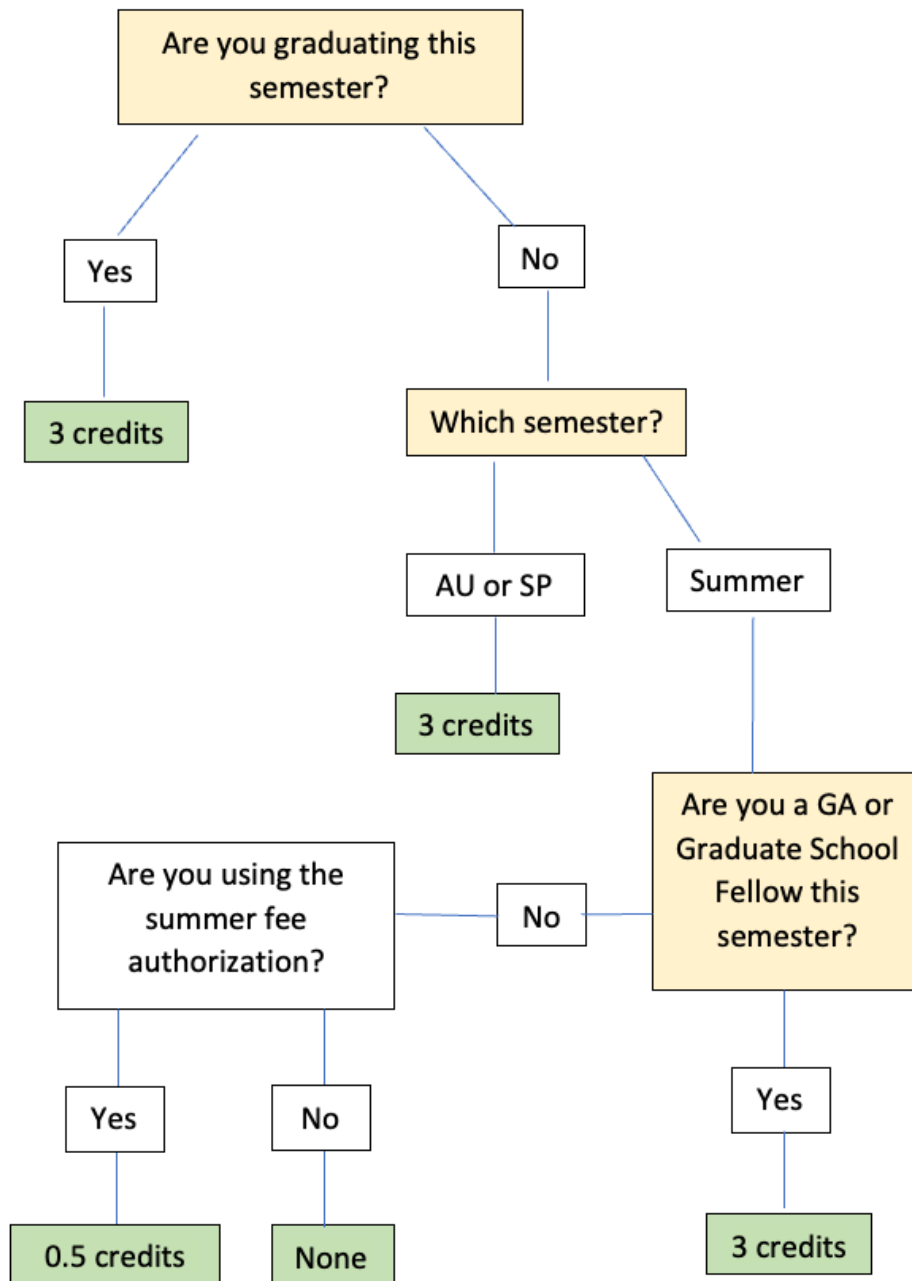 Are you graduating this
semester?
Yes
No
3 credits
Which semester?
AU or SP
Summer
3 credits
Are you a GA or
Graduate School
Fellow this
semester?
Are you using the
summer fee
authorization?
No
Yes
No
Yes
0.5 credits
None
3 credits